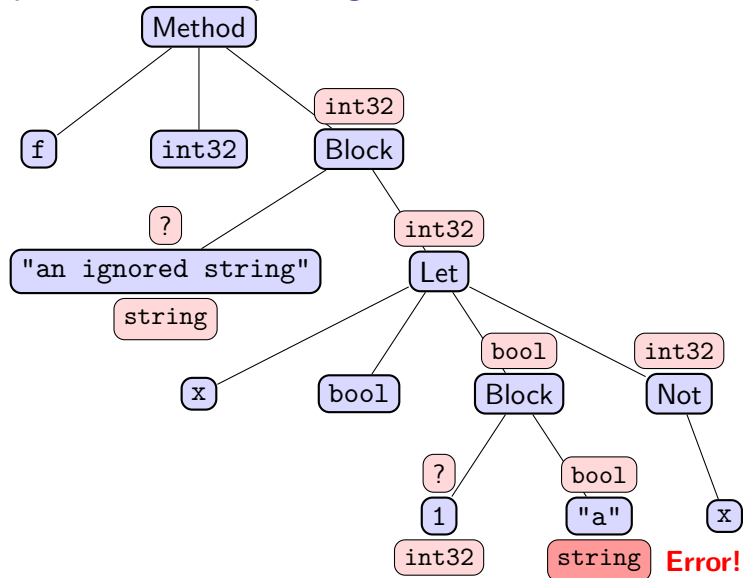 Method
int32
f int32 Block
? int32
"an ignored string" Let
string
bool int32
x bool Block Not
? bool
1 "a" x
int32 string Error!